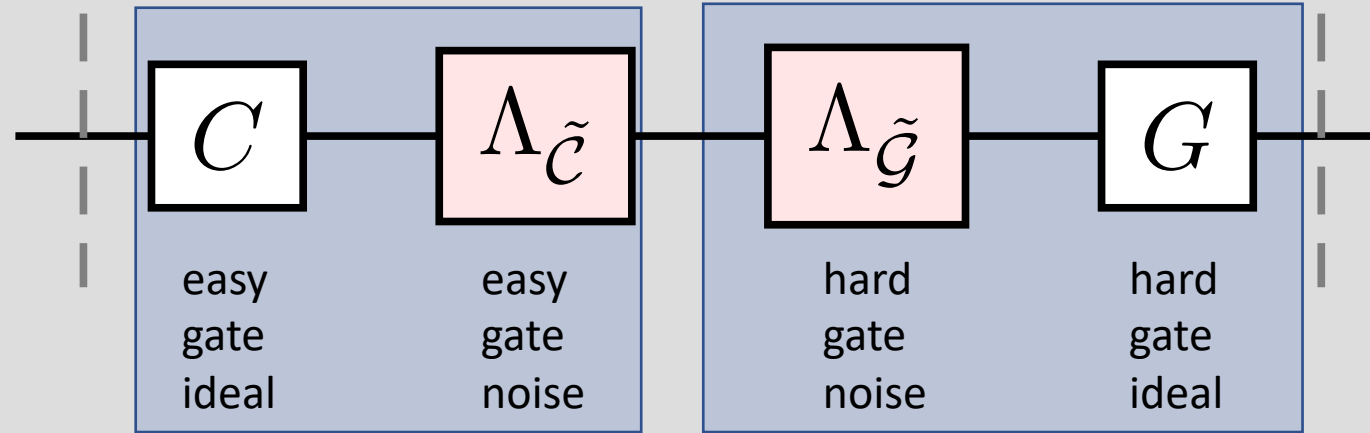 C
Λ_𝒞̃
Λ_𝒢̃
G
easy
gate
ideal
easy
gate
noise
hard
gate
noise
hard
gate
ideal